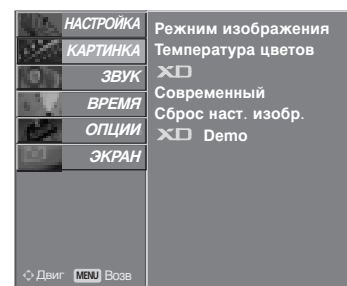 НАСТРОЙКА
КАРТИНКА
ЗВУК
ВРЕМЯ
ОПЦИИ
ЭКРАН
Режним изображения
Температура цветов
XD
Современный
Сброс наст. изобр.
XD Demo
Двиг MENU Возв